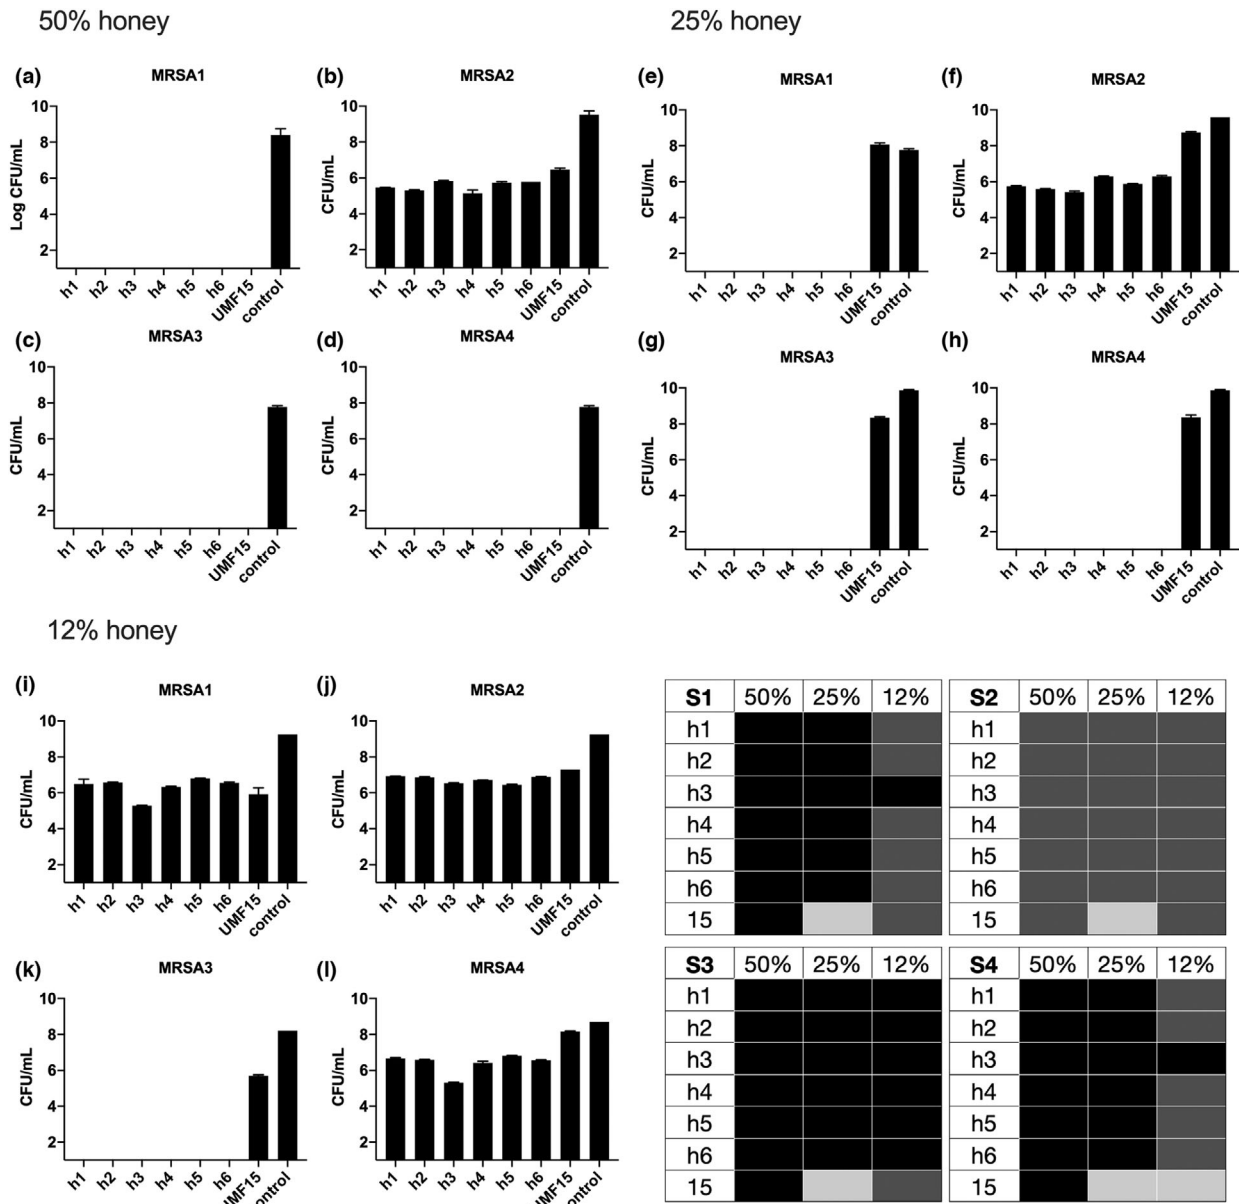 50% honey
25% honey
(a) MRSA1
10
8
6
4
2
Log CFU/mL
h1 h2 h3 h4 h5 h6 UMF15 control
(b) MRSA2
10
8
6
4
2
CFU/mL
h1 h2 h3 h4 h5 h6 UMF15 control
(e) MRSA1
10
8
6
4
2
CFU/mL
h1 h2 h3 h4 h5 h6 UMF15 control
(f) MRSA2
10
8
6
4
2
CFU/mL
h1 h2 h3 h4 h5 h6 UMF15 control
(c) MRSA3
10
8
6
4
2
CFU/mL
h1 h2 h3 h4 h5 h6 UMF15 control
(d) MRSA4
10
8
6
4
2
CFU/mL
h1 h2 h3 h4 h5 h6 UMF15 control
(g) MRSA3
10
8
6
4
2
CFU/mL
h1 h2 h3 h4 h5 h6 UMF15 control
(h) MRSA4
10
8
6
4
2
CFU/mL
h1 h2 h3 h4 h5 h6 UMF15 control
12% honey
(i) MRSA1
10
8
6
4
2
CFU/mL
h1 h2 h3 h4 h5 h6 UMF15 control
(j) MRSA2
10
8
6
4
2
CFU/mL
h1 h2 h3 h4 h5 h6 UMF15 control
(k) MRSA3
10
8
6
4
2
CFU/mL
h1 h2 h3 h4 h5 h6 UMF15 control
(l) MRSA4
10
8
6
4
2
CFU/mL
h1 h2 h3 h4 h5 h6 UMF15 control
S1 50% 25% 12%
h1
h2
h3
h4
h5
h6
15
S2 50% 25% 12%
h1
h2
h3
h4
h5
h6
15
S3 50% 25% 12%
h1
h2
h3
h4
h5
h6
15
S4 50% 25% 12%
h1
h2
h3
h4
h5
h6
15